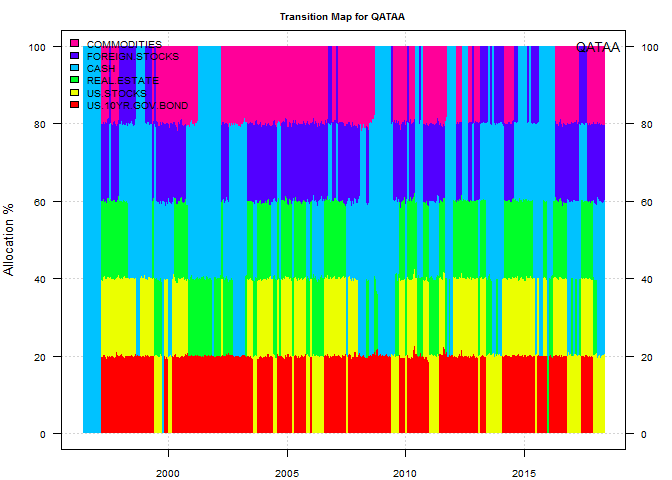 Transition Map for QATAA
QATAA
COMMODITIES
FOREIGN.STOCKS
CASH
REAL.ESTATE
US.STOCKS
US.10YR.GOV.BOND
Allocation %
100
80
60
40
20
0
100
80
60
40
20
0
2000 2005 2010 2015